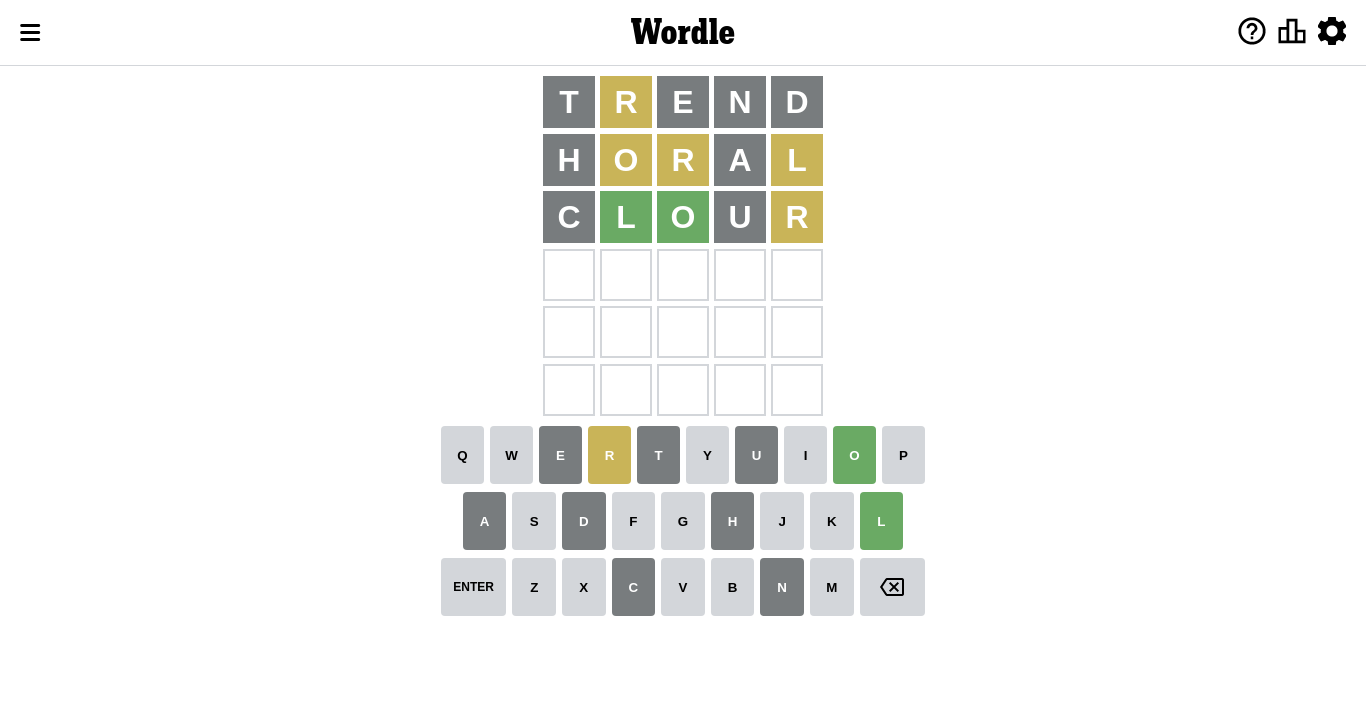 Wordle
T R E N D
H O R A L
C L O U R
Q W E R T Y U I O P
A S D F G H J K L
ENTER Z X C V B N M